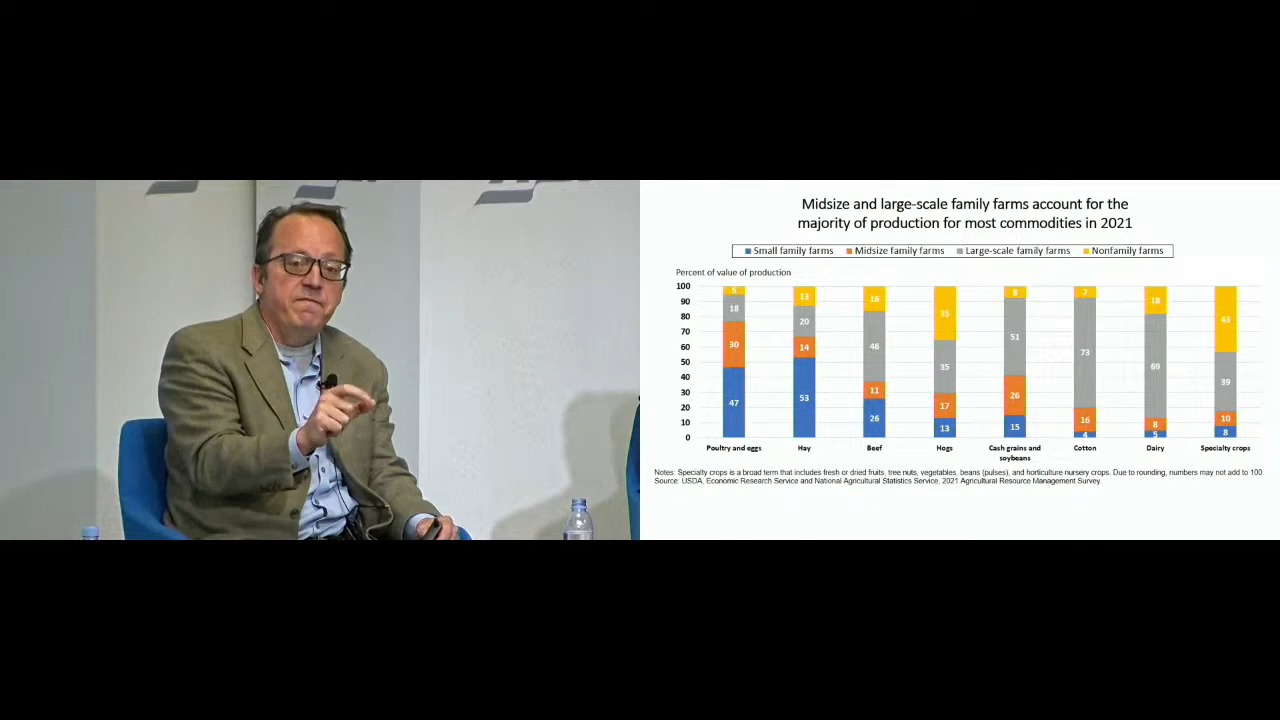 Midsize and large-scale family farms account for the
majority of production for most commodities in 2021
Small family farms Midsize family farms Large-scale family farms Nonfamily farms
Percent of value of production
100
90
80
70
60
50
40
30
20
10
0
5 18 30 47
13 20 14 53
16 46 11 26
35 35 17 13
8 51 26 15
7 73 16 4
18 69 8 5
43 39 10 8
Poultry and eggs Hay Beef Hogs Cash grains and soybeans Cotton Dairy Specialty crops
Notes: Specialty crops is a broad term that includes fresh or dried fruits, tree nuts, vegetables, beans (pulses), and horticulture nursery crops. Due to rounding, numbers may not add to 100.
Source: USDA, Economic Research Service and National Agricultural Statistics Service, 2021 Agricultural Resource Management Survey.